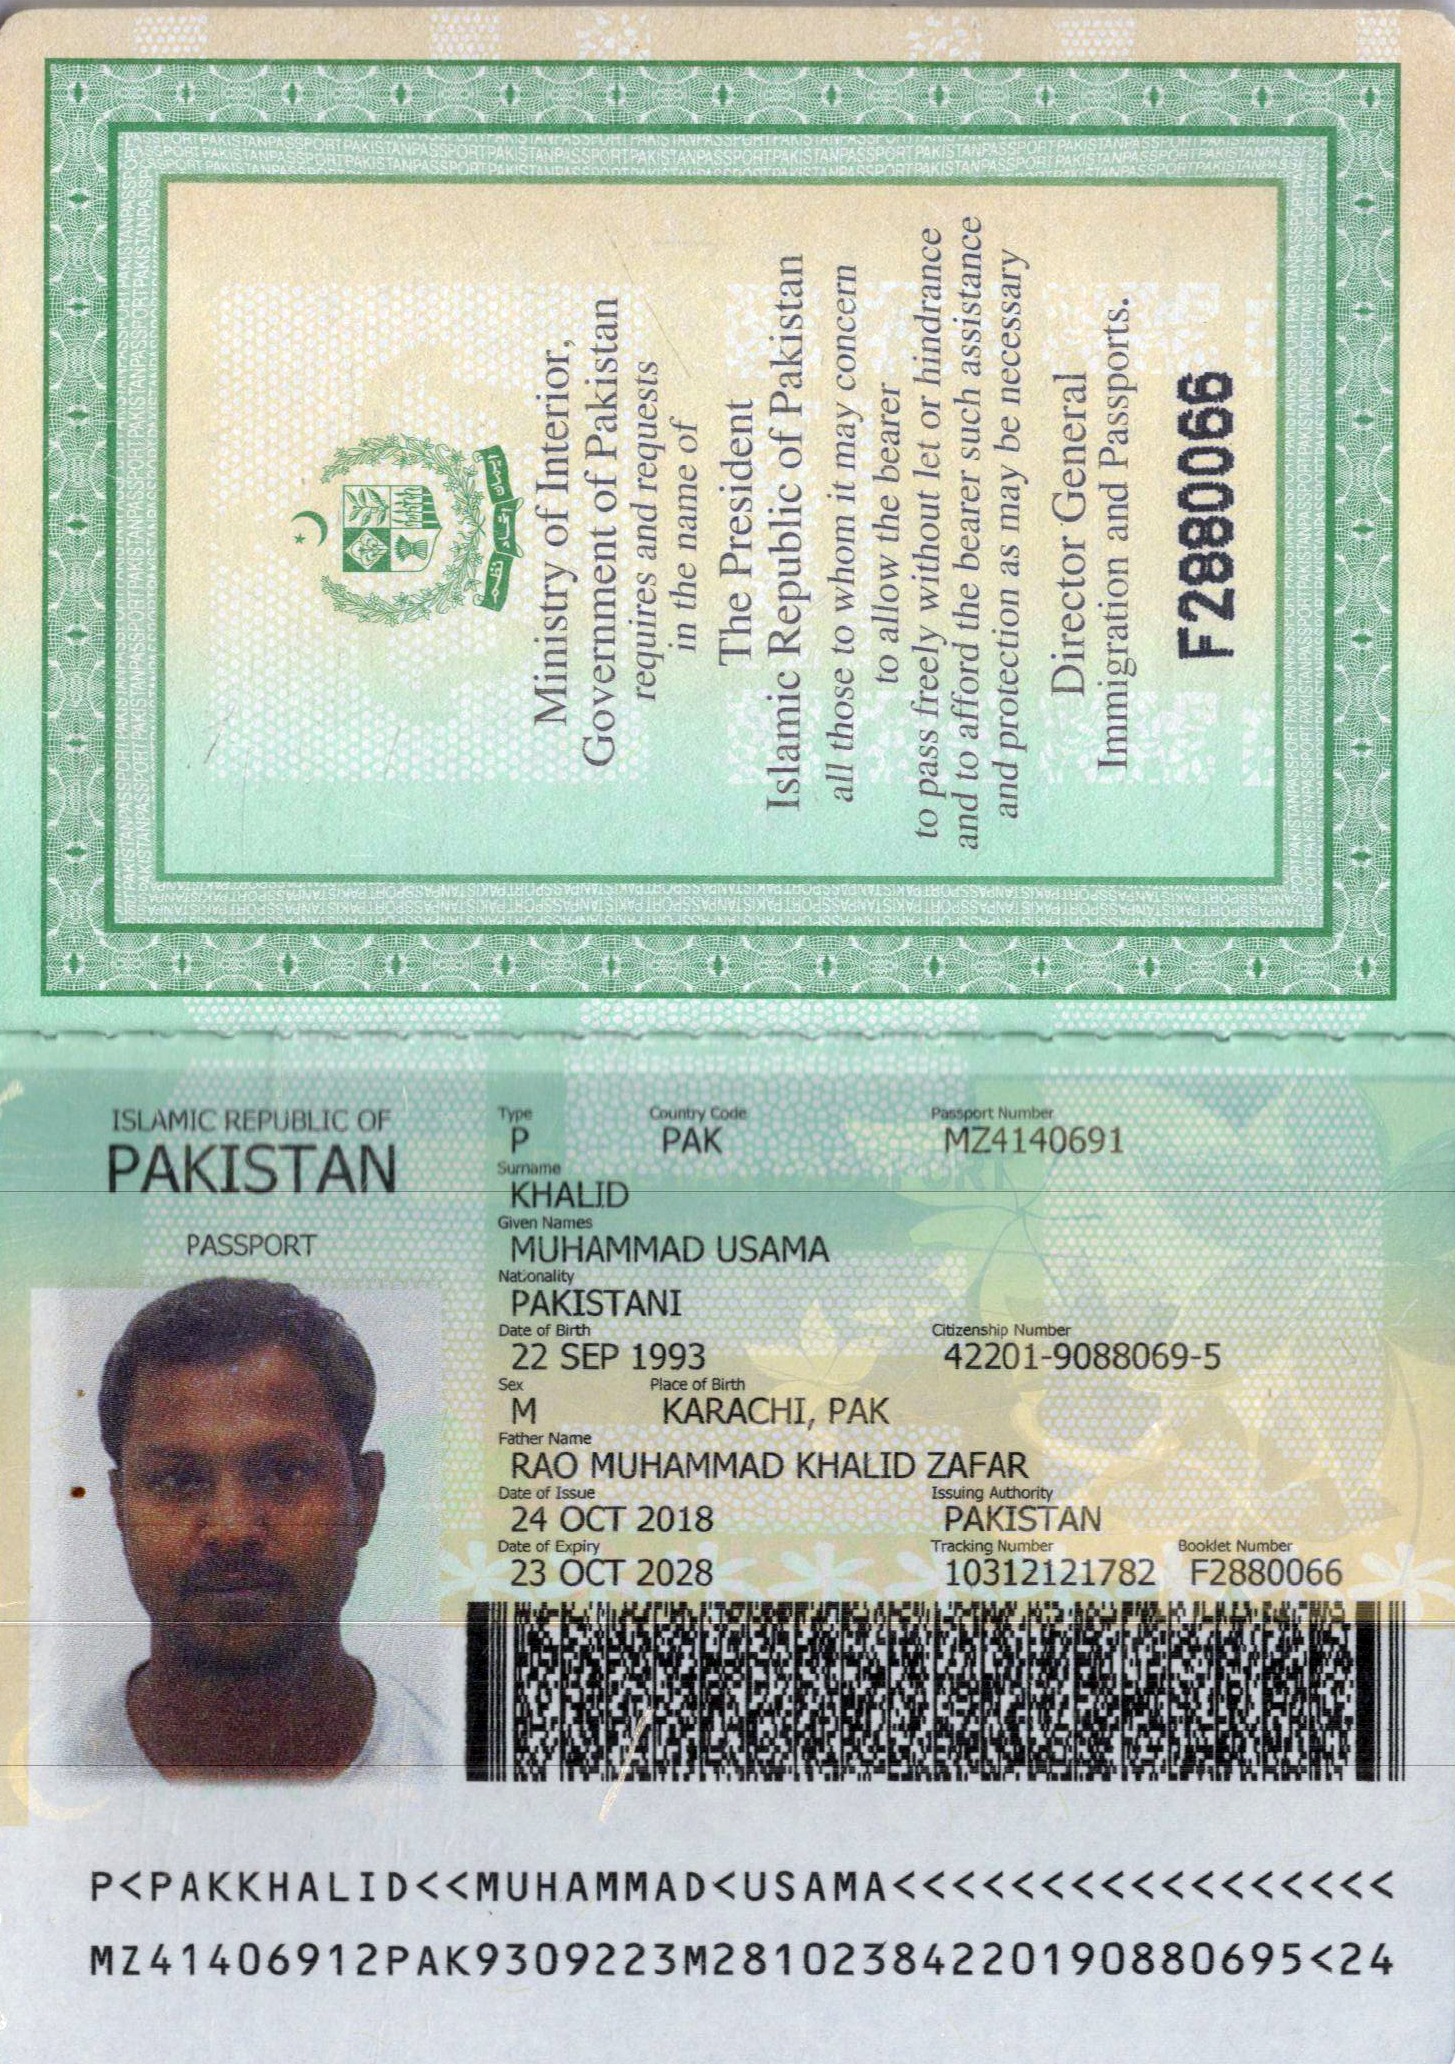 ایمان اتحاد نظم
Ministry of Interior,
Government of Pakistan
requires and requests
in the name of
The President
Islamic Republic of Pakistan
all those to whom it may concern
to allow the bearer
to pass freely without let or hindrance
and to afford the bearer such assistance
and protection as may be necessary
Director General
Immigration and Passports.
F2880066
ISLAMIC REPUBLIC OF
PAKISTAN
PASSPORT
Type Country Code Passport Number
P PAK MZ4140691
Surname
KHALID
Given Names
MUHAMMAD USAMA
Nationality
PAKISTANI
Date of Birth Citizenship Number
22 SEP 1993 42201-9088069-5
Sex Place of Birth
M KARACHI, PAK
Father Name
RAO MUHAMMAD KHALID ZAFAR
Date of Issue Issuing Authority
24 OCT 2018 PAKISTAN
Date of Expiry Tracking Number Booklet Number
23 OCT 2028 10312121782 F2880066
P<PAKKHALID<<MUHAMMAD<USAMA<<<<<<<<<<<<<<<<<
MZ41406912PAK9309223M28102384220190880695<24